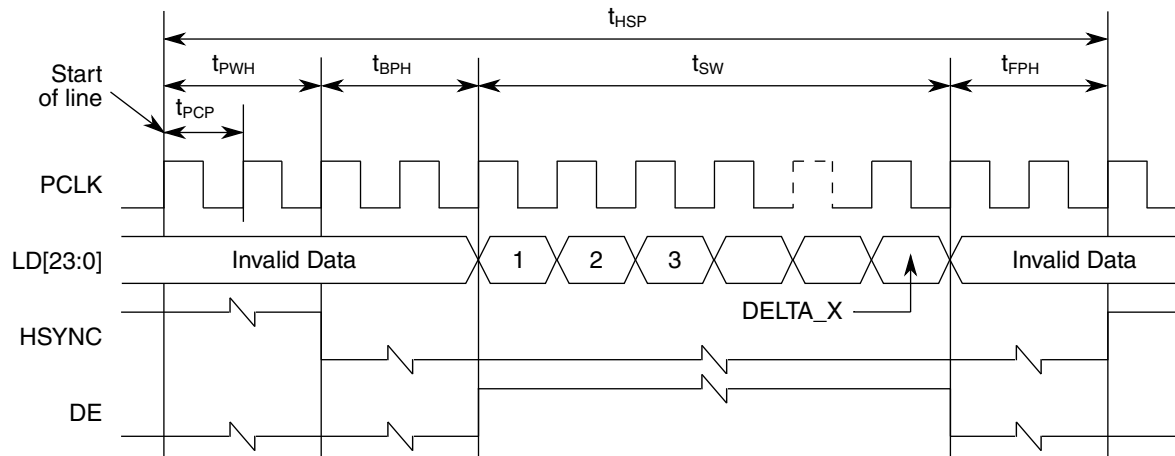 tHSP
tPWH
tBPH
tSW
tFPH
Start
of line
tPCP
PCLK
LD[23:0]
Invalid Data
1
2
3
Invalid Data
DELTA_X
HSYNC
DE